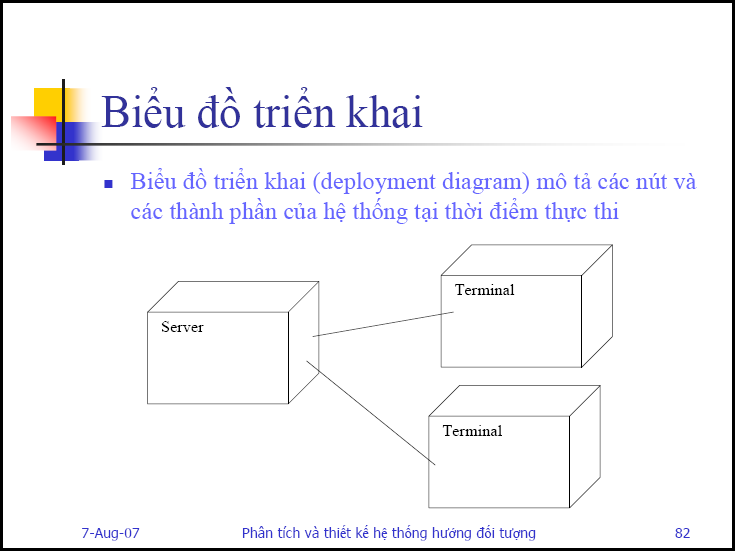 Biểu đồ triển khai
Biểu đồ triển khai (deployment diagram) mô tả các nút và
các thành phần của hệ thống tại thời điểm thực thi
Terminal
Server
Terminal
7-Aug-07
Phân tích và thiết kế hệ thống hướng đối tượng
82